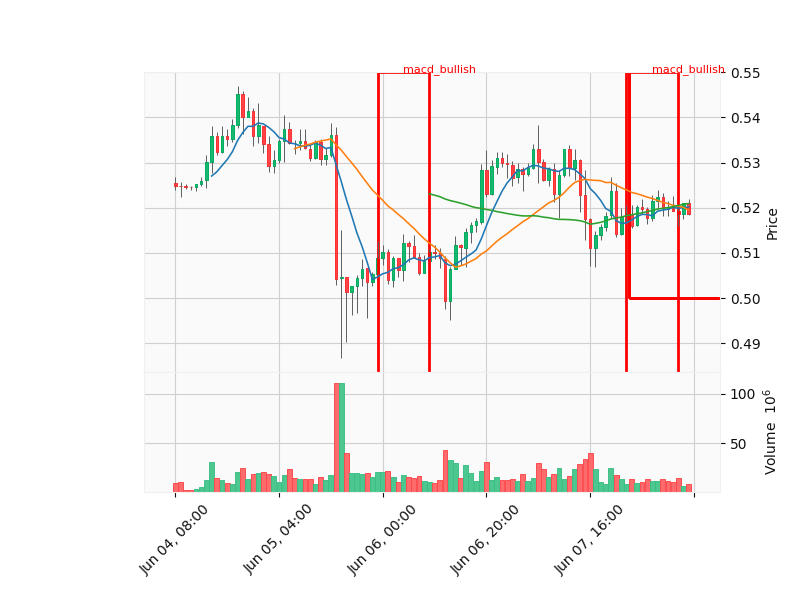 macd_bullish macd_bullish
0.55
0.54
0.53
0.52
0.51
0.50
0.49
Price
100
50
Volume 10⁶
Jun 04, 08:00
Jun 05, 04:00
Jun 06, 00:00
Jun 06, 20:00
Jun 07, 16:00